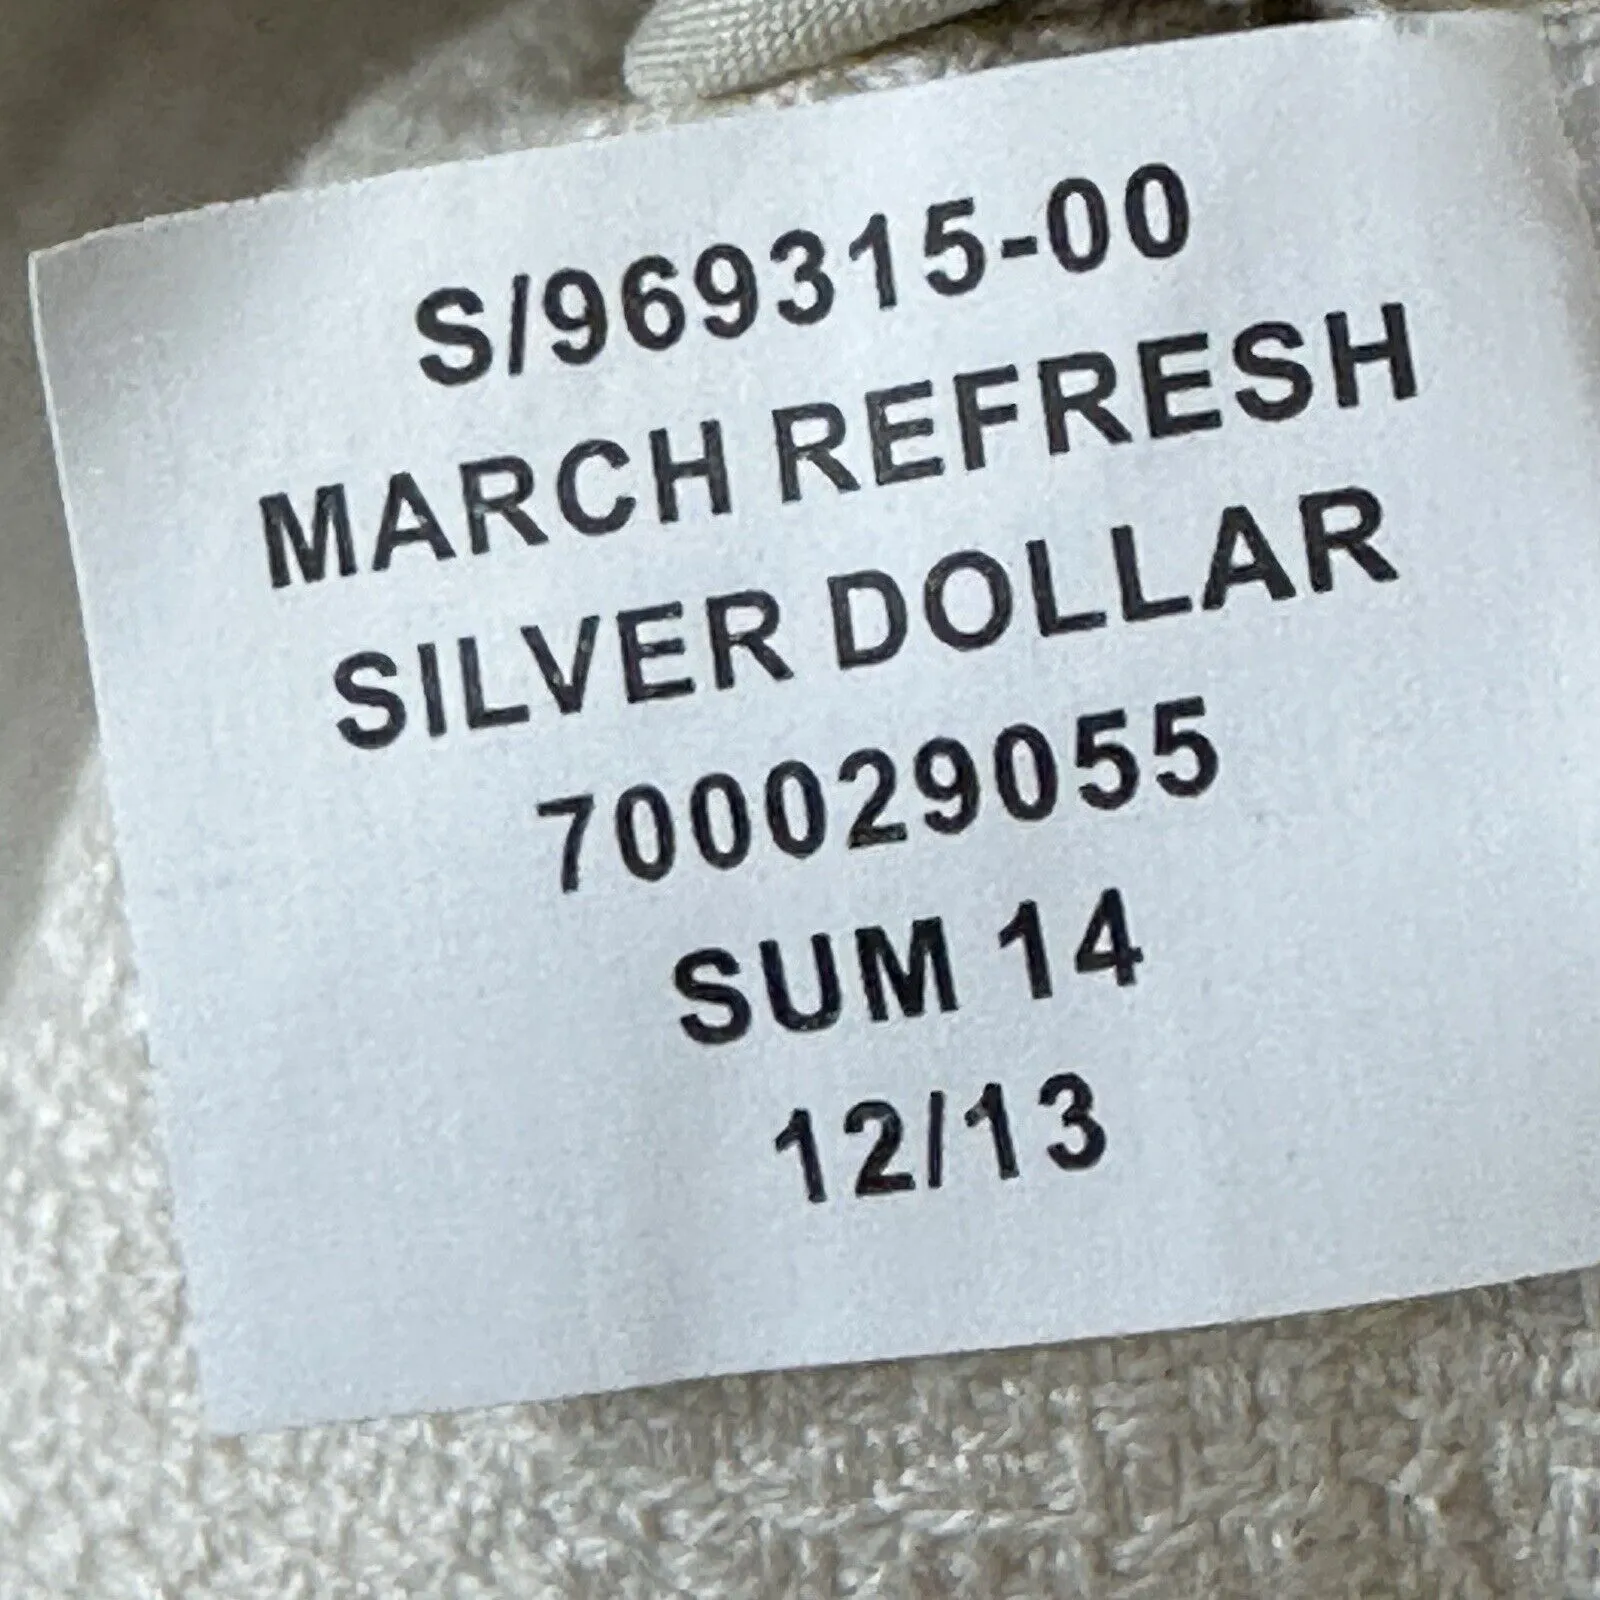 S/969315-00
MARCH REFRESH
SILVER DOLLAR
700029055
SUM 14
12/13